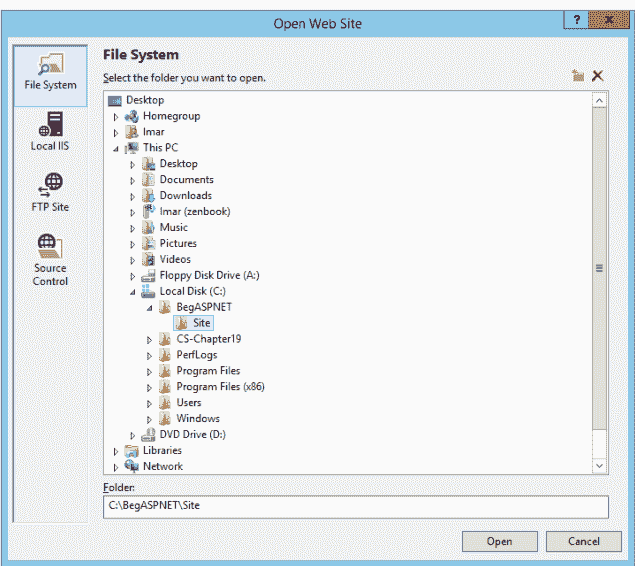 Open Web Site
?
File System
Local IIS
FTP Site
Source
Control
File System
Select the folder you want to open.
Desktop
Homegroup
Imar
This PC
Desktop
Documents
Downloads
Imar (zenbook)
Music
Pictures
Videos
Floppy Disk Drive (A:)
Local Disk (C:)
BegASPNET
Site
CS-Chapter19
PerfLogs
Program Files
Program Files (x86)
Users
Windows
DVD Drive (D:)
Libraries
Network
Folder:
C:\BegASPNET\Site
Open
Cancel